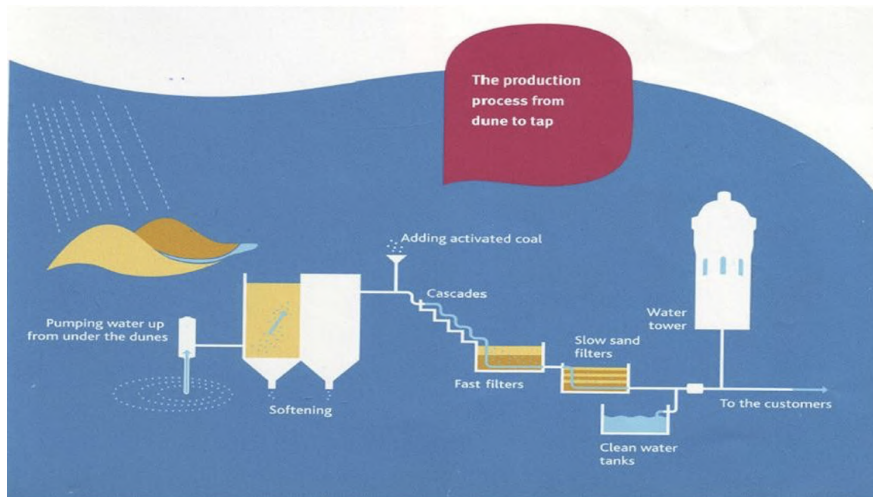 The production
process from
dune to tap
Adding activated coal
Cascades
Pumping water up
from under the dunes
Water
tower
Slow sand
filters
Fast filters
Softening
To the customers
Clean water
tanks